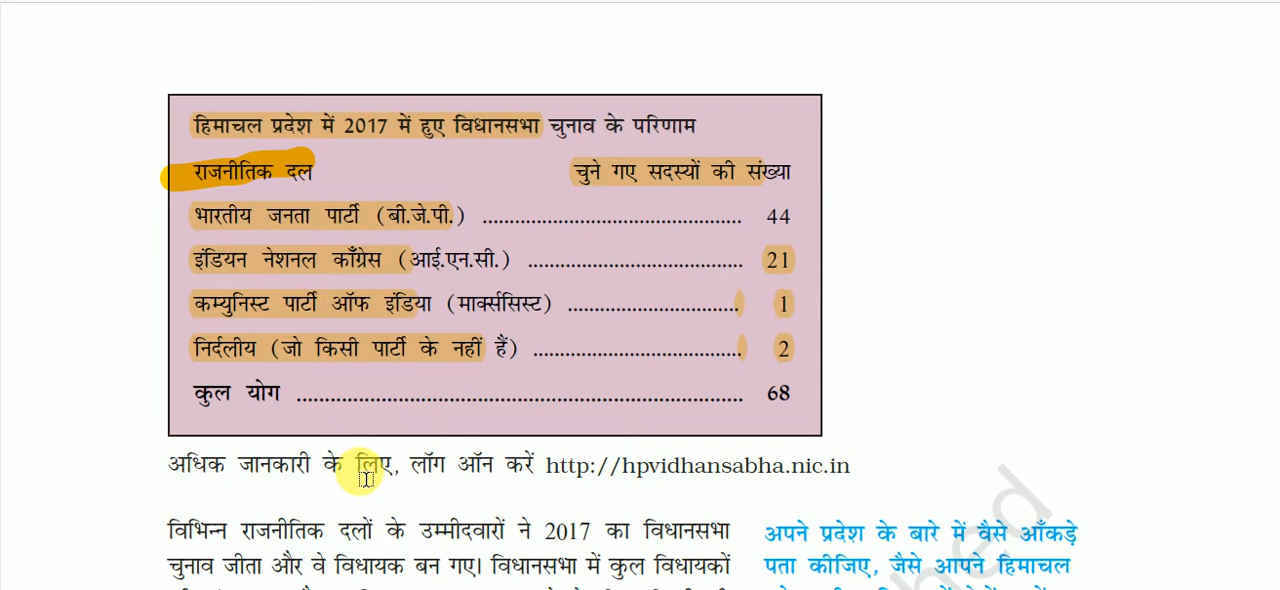 हिमाचल प्रदेश में 2017 में हुए विधानसभा चुनाव के परिणाम
राजनीतिक दल चुने गए सदस्यों की संख्या
भारतीय जनता पार्टी (बी.जे.पी.) ............................................... 44
इंडियन नेशनल काँग्रेस (आई.एन.सी.) ....................................... 21
कम्युनिस्ट पार्टी ऑफ इंडिया (मार्क्ससिस्ट) ............................... 1
निर्दलीय (जो किसी पार्टी के नहीं हैं) ...................................... 2
कुल योग ................................................................................. 68
अधिक जानकारी के लिए, लॉग ऑन करें http://hpvidhansabha.nic.in
विभिन्न राजनीतिक दलों के उम्मीदवारों ने 2017 का विधानसभा
चुनाव जीता और वे विधायक बन गए। विधानसभा में कुल विधायकों
अपने प्रदेश के बारे में वैसे आँकड़े
पता कीजिए, जैसे आपने हिमाचल